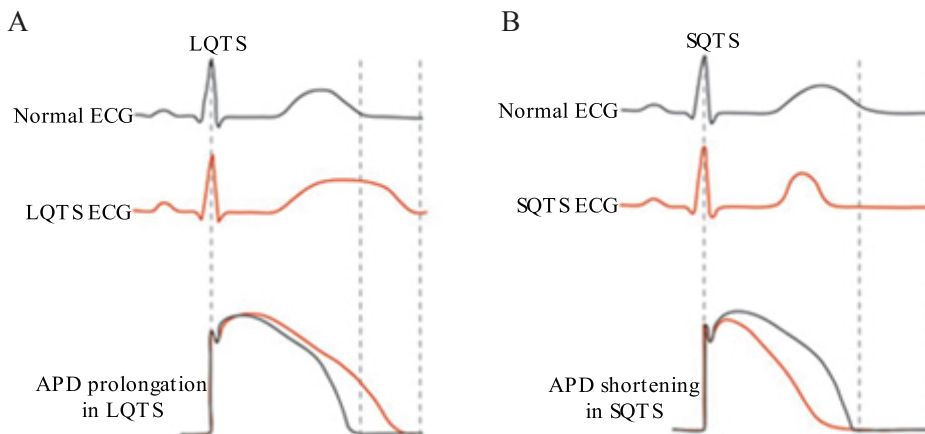 A
LQTS
Normal ECG
LQTS ECG
APD prolongation
in LQTS
B
SQTS
Normal ECG
SQTS ECG
APD shortening
in SQTS